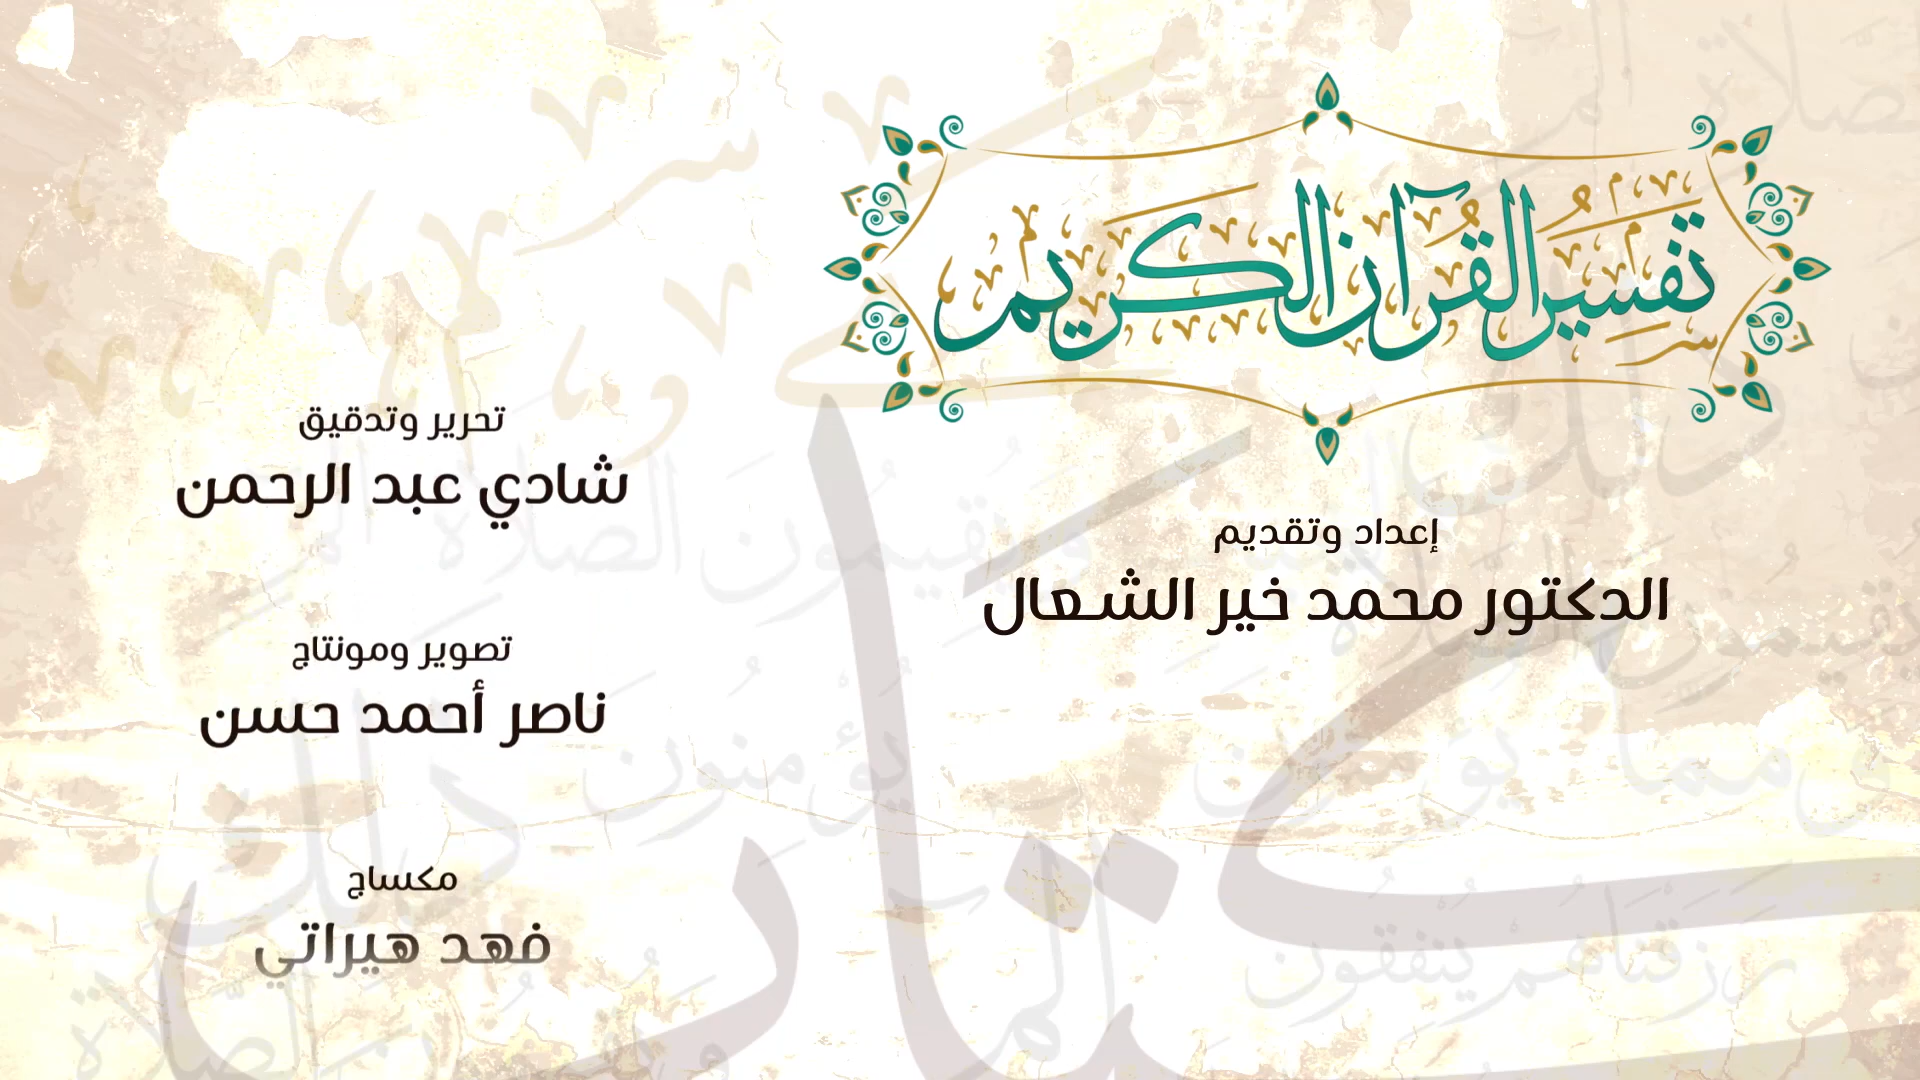 تفسير القرآن الكريم
إعداد وتقديم
الدكتور محمد خير الشعال
تحرير وتدقيق
شادي عبد الرحمن
تصوير ومونتاج
ناصر أحمد حسن
مكساج
فهد هيراتي